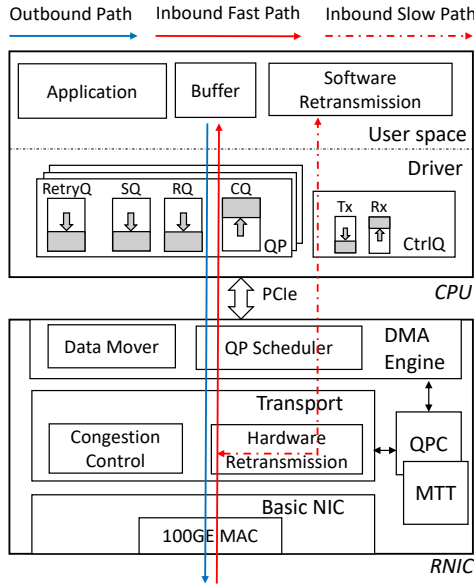 Outbound Path Inbound Fast Path Inbound Slow Path
Application
Buffer
Software
Retransmission
User space
Driver
RetryQ SQ RQ CQ
QP
Tx Rx
CtrlQ
PCIe
CPU
Data Mover
QP Scheduler
DMA
Engine
Transport
Congestion
Control
Hardware
Retransmission
QPC
MTT
Basic NIC
100GE MAC
RNIC